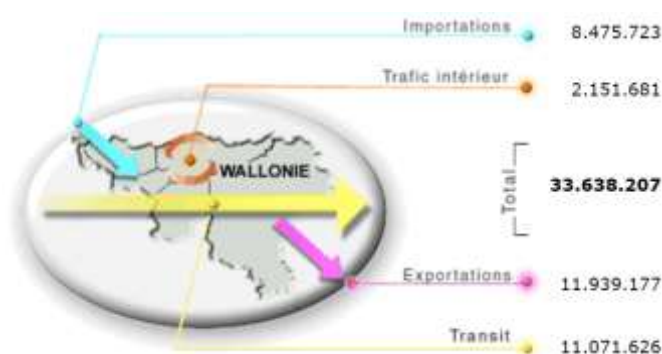 Importations 8.475.723
Trafic intérieur 2.151.681
WALLONIE
Total 33.638.207
Exportations 11.939.177
Transit 11.071.626